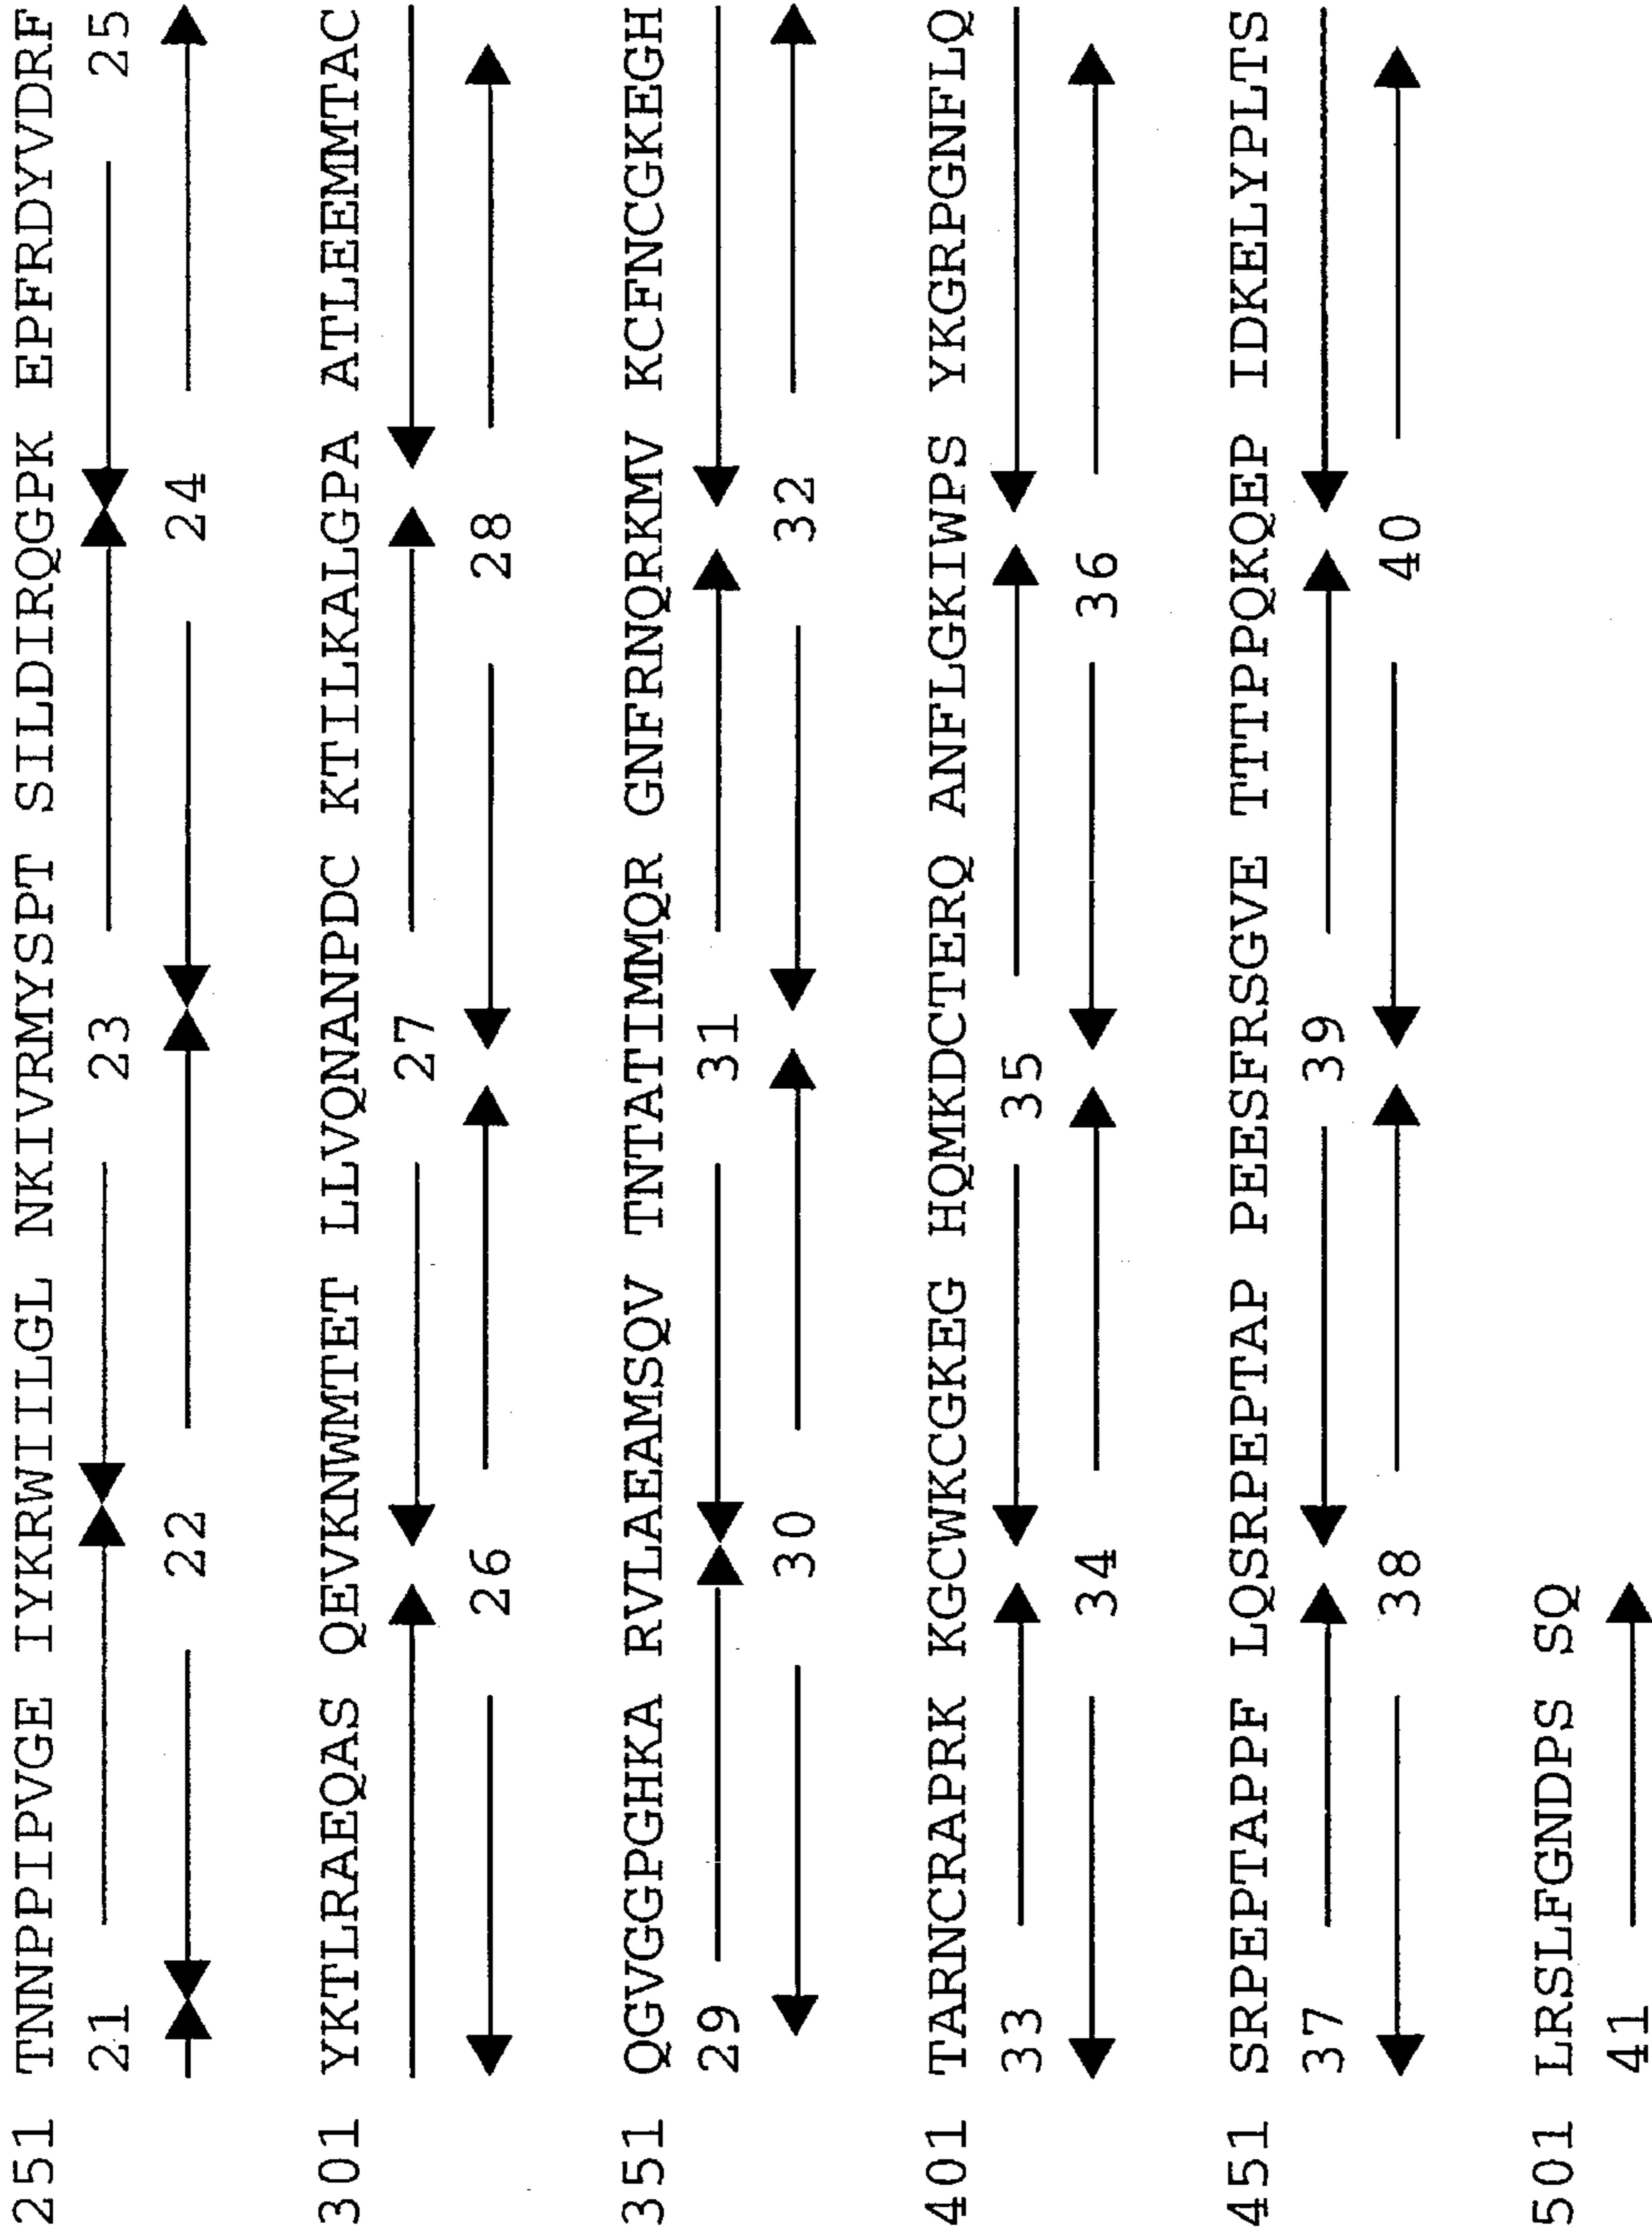 251 TNNPPIPVGE IYKRWIILGL NKIVRMYSPT SILDIRQGPK EPFRDYVDRF
21 23 25
22 24
301 YKTLRAEQAS QEVKNWMTET LLVQNANPDC KTILKALGPA ATLEEMMTAC
27
26 28
351 QGVGGPGHKA RVLAEAMSQV TNTATIMMQR GNFRNQRKMV KCFNCGKEGH
29 31
30 32
401 TARNCRAPRK KGCWKCGKEG HQMKDCTERQ ANFLGKIWPS YKGRPGNFLQ
33 35
34 36
451 SRPEPTAPPF LQSRPEPTAP PEESFRSGVE TTTPPQKQEP IDKELYPLTS
37 39
38 40
501 LRSLFGNDPS SQ
41